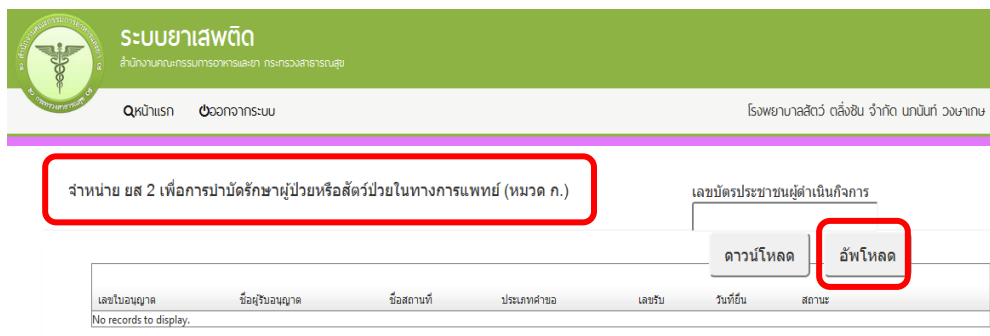 ระบบยาเสพติด
สำนักงานคณะกรรมการอาหารและยา กระทรวงสาธารณสุข
หน้าแรก ออกจากระบบ
โรงพยาบาลสัตว์ ตลิ่งชัน จำกัด นกนันท์ วงษาเกษ
จำหน่าย ยส 2 เพื่อการบำบัดรักษาผู้ป่วยหรือสัตว์ป่วยในทางการแพทย์ (หมวด ก.)
เลขบัตรประชาชนผู้ดำเนินกิจการ
ดาวน์โหลด อัพโหลด
เลขใบอนุญาต ชื่อผู้รับอนุญาต ชื่อสถานที่ ประเภทคำขอ เลขรับ วันที่ยื่น สถานะ
No records to display.